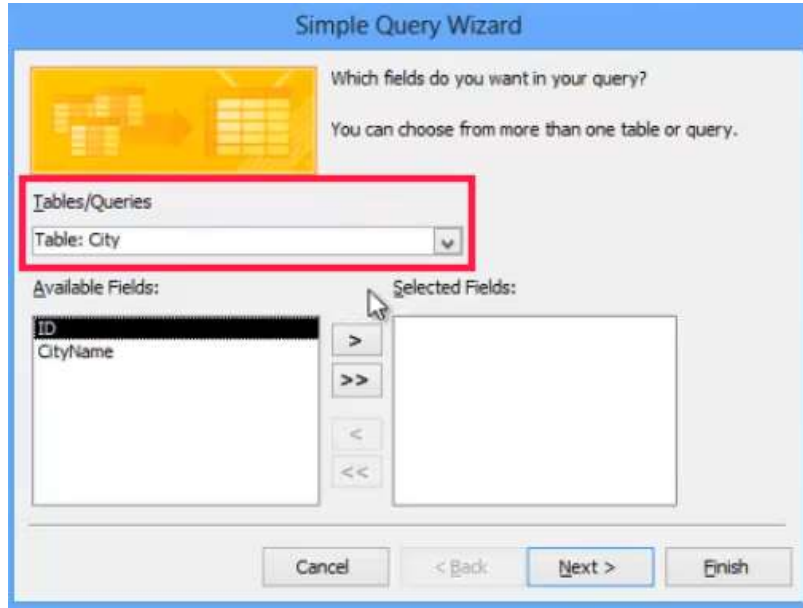 Simple Query Wizard
Which fields do you want in your query?
You can choose from more than one table or query.
Tables/Queries
Table: City
Available Fields:
Selected Fields:
ID
CityName
>
>>
<
<<
Cancel
< Back
Next >
Finish